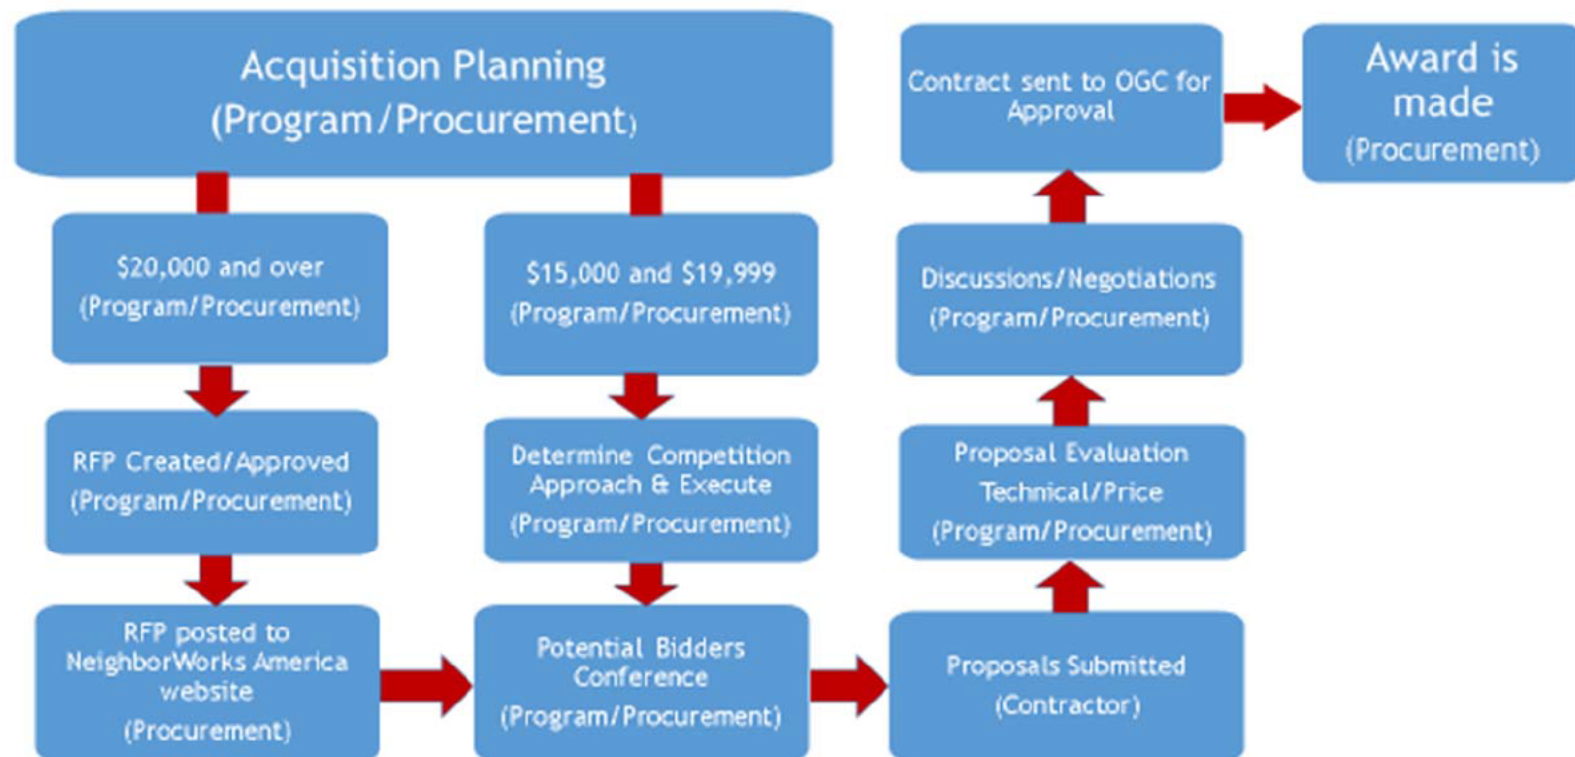 Acquisition Planning
(Program/Procurement)
$20,000 and over
(Program/Procurement)
RFP Created/Approved
(Program/Procurement)
RFP posted to
NeighborWorks America
website
(Procurement)
$15,000 and $19,999
(Program/Procurement)
Determine Competition
Approach & Execute
(Program/Procurement)
Potential Bidders
Conference
(Program/Procurement)
Proposals Submitted
(Contractor)
Proposal Evaluation
Technical/Price
(Program/Procurement)
Discussions/Negotiations
(Program/Procurement)
Contract sent to OGC for
Approval
Award is
made
(Procurement)